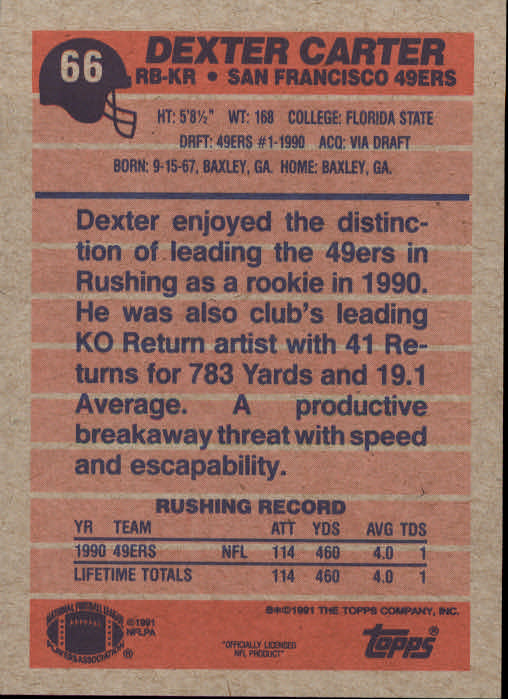 66
DEXTER CARTER
RB-KR • SAN FRANCISCO 49ERS
HT: 5'8½" WT: 168 COLLEGE: FLORIDA STATE
DRFT: 49ERS #1-1990 ACQ: VIA DRAFT
BORN: 9-15-67, BAXLEY, GA. HOME: BAXLEY, GA.
Dexter enjoyed the distinc-
tion of leading the 49ers in
Rushing as a rookie in 1990.
He was also club's leading
KO Return artist with 41 Re-
turns for 783 Yards and 19.1
Average. A productive
breakaway threat with speed
and escapability.
RUSHING RECORD
YR TEAM ATT YDS AVG TDS
1990 49ERS NFL 114 460 4.0 1
LIFETIME TOTALS 114 460 4.0 1
®*©1991 THE TOPPS COMPANY, INC.
NATIONAL FOOTBALL LEAGUE
PLAYERS ASSOCIATION ®
©1991
NFLPA
"OFFICIALLY LICENSED
NFL PRODUCT"
topps®